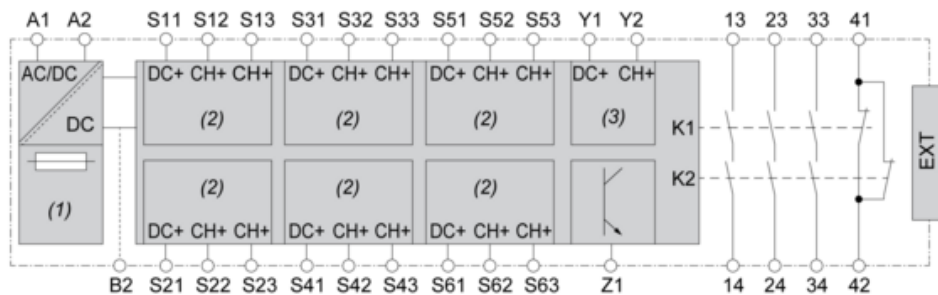 A1 A2 S11 S12 S13 S31 S32 S33 S51 S52 S53 Y1 Y2 13 23 33 41
AC/DC DC+ CH+ CH+ DC+ CH+ CH+ DC+ CH+ CH+ DC+ CH+
DC (2) (2) (2) (3) K1
EXT
(1) (2) (2) (2) K2
DC+ CH+ CH+ DC+ CH+ CH+ DC+ CH+ CH+
B2 S21 S22 S23 S41 S42 S43 S61 S62 S63 Z1 14 24 34 42